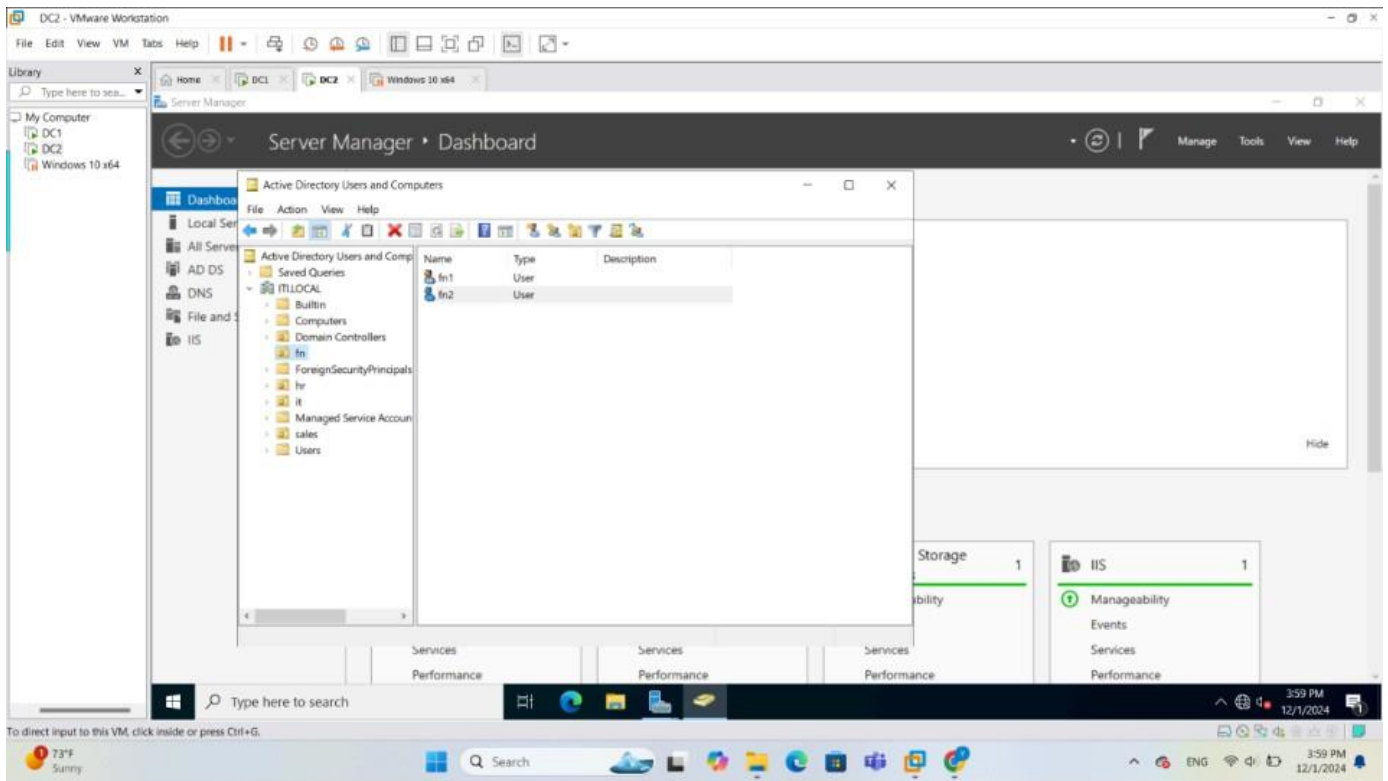 DC2 - VMware Workstation
File Edit View VM Tabs Help
Library X
Type here to sea...
My Computer
DC1
DC2
Windows 10 x64
Home DC1 DC2 Windows 10 x64
Server Manager
Server Manager • Dashboard
Manage Tools View Help
Dashboa
Local Ser
All Server
AD DS
DNS
File and S
IIS
Active Directory Users and Computers
File Action View Help
Active Directory Users and Comp
Saved Queries
ITI.LOCAL
Builtin
Computers
Domain Controllers
fn
ForeignSecurityPrincipals
hr
it
Managed Service Accoun
sales
Users
Name Type Description
fn1 User
fn2 User
Hide
Storage 1
IIS 1
ability
Manageability
Events
Services Services Services Services
Performance Performance Performance Performance
Type here to search
3:59 PM
12/1/2024
1
To direct input to this VM, click inside or press Ctrl+G.
1
73°F
Sunny
Search
ENG
3:59 PM
12/1/2024